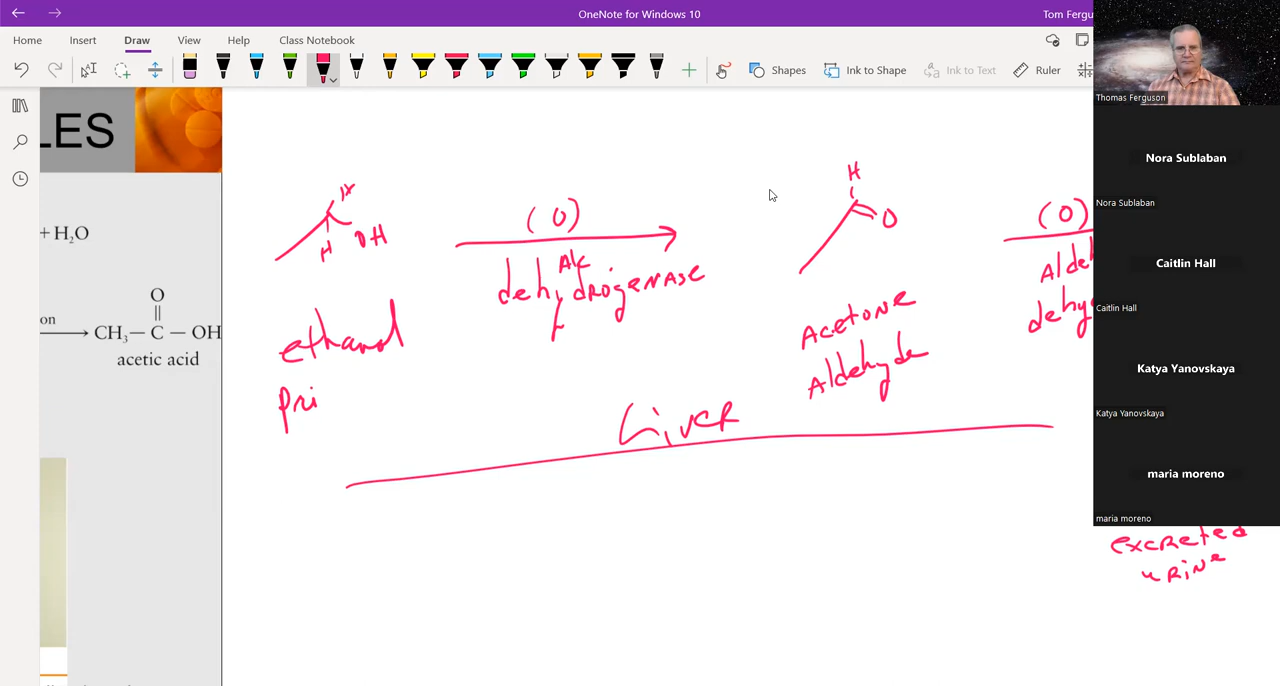 OneNote for Windows 10
Tom Fergu
Home Insert Draw View Help Class Notebook
Shapes Ink to Shape Ink to Text Ruler
Thomas Ferguson
Nora Sublaban
Nora Sublaban
Caitlin Hall
Caitlin Hall
Katya Yanovskaya
Katya Yanovskaya
maria moreno
maria moreno
LES
+ H₂O
on
O
CH₃— C — OH
acetic acid
H
H OH
ethanol
Pri
(O)
Alc
dehydrogenase
H
O
Acetone
Aldehyde
(O)
Aldeh
dehyd
Liver
excreted
urine